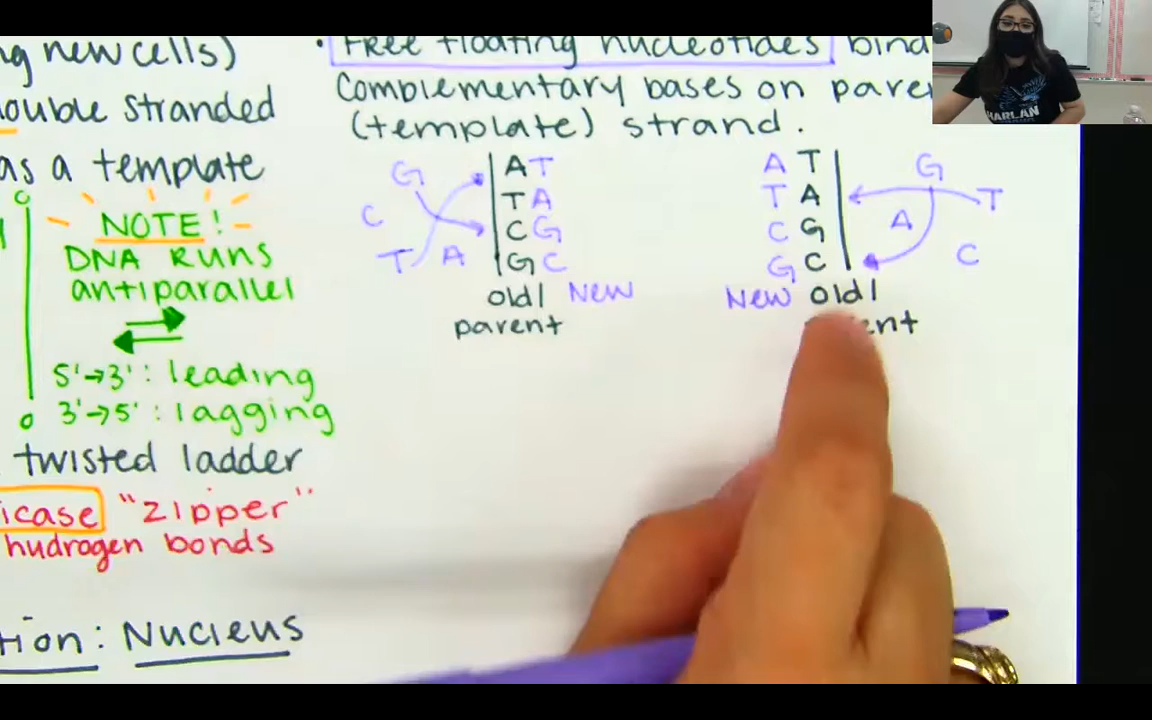 ng new cells)
ouble stranded
as a template
NOTE!
DNA RUNS
antiparallel
5'→3': leading
3'→5': lagging
twisted ladder
icase "zipper"
hydrogen bonds
tion: Nucleus
• Free floating nucleotides bind
complementary bases on paren
(template) strand.
G A T
C T A
C G
T A G C
old/ New
parent
A T G
T A T
C G A
G C C
New old/
ent
HARLAN